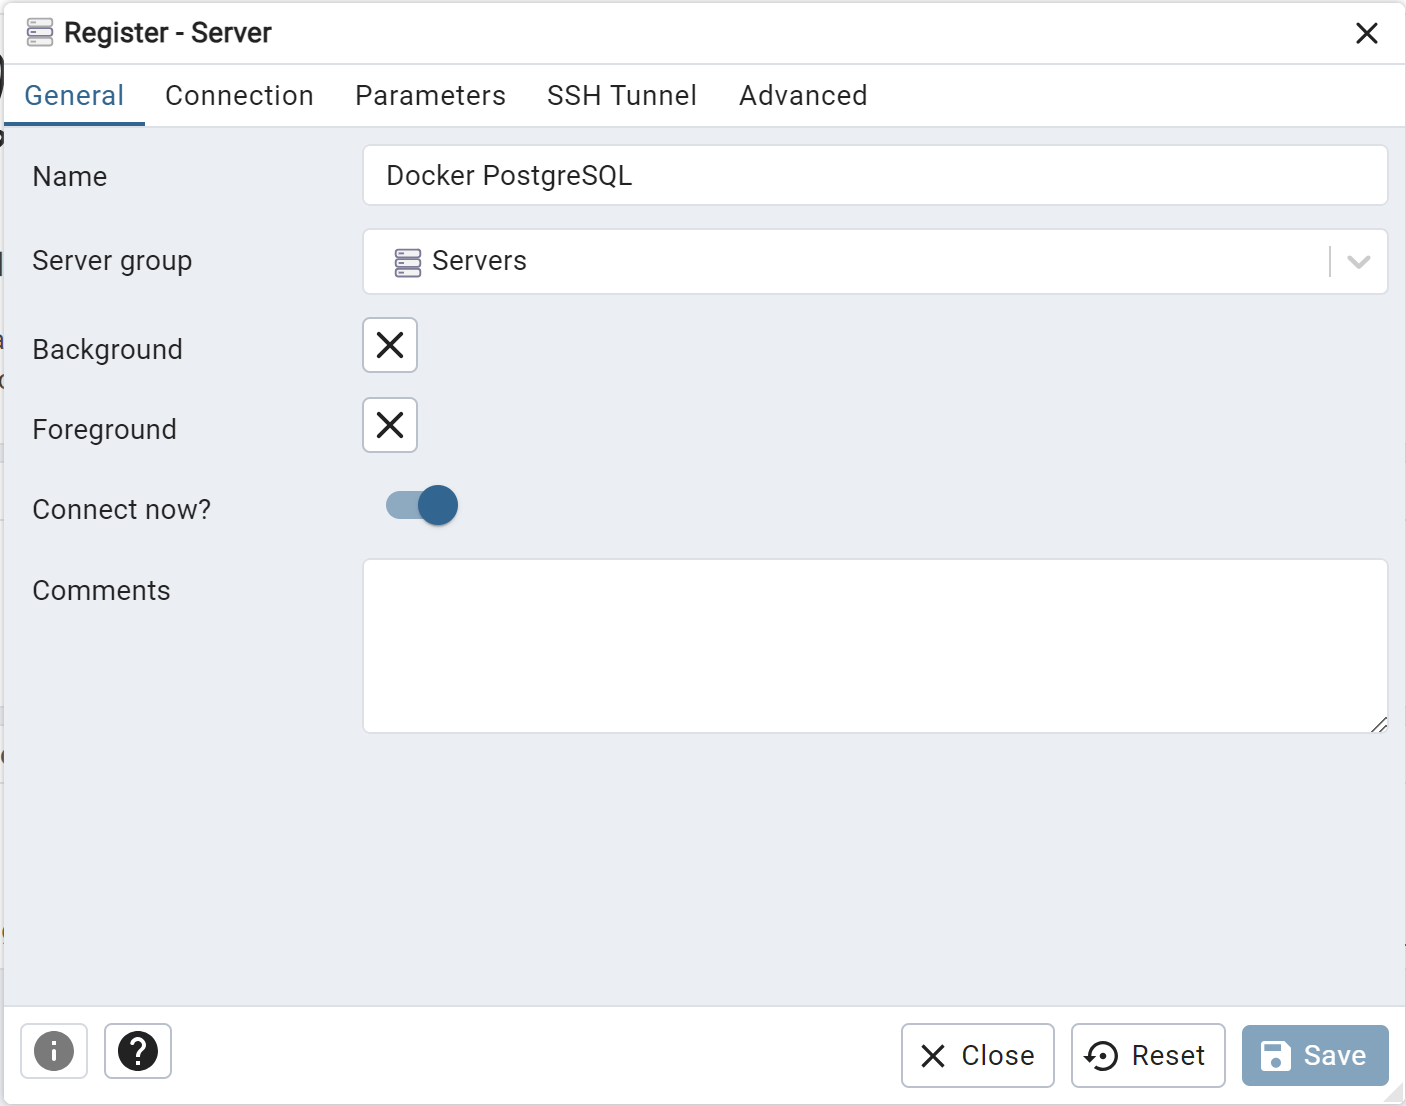 Register - Server
General Connection Parameters SSH Tunnel Advanced
Name Docker PostgreSQL
Server group Servers
Background
Foreground
Connect now?
Comments
Close Reset Save